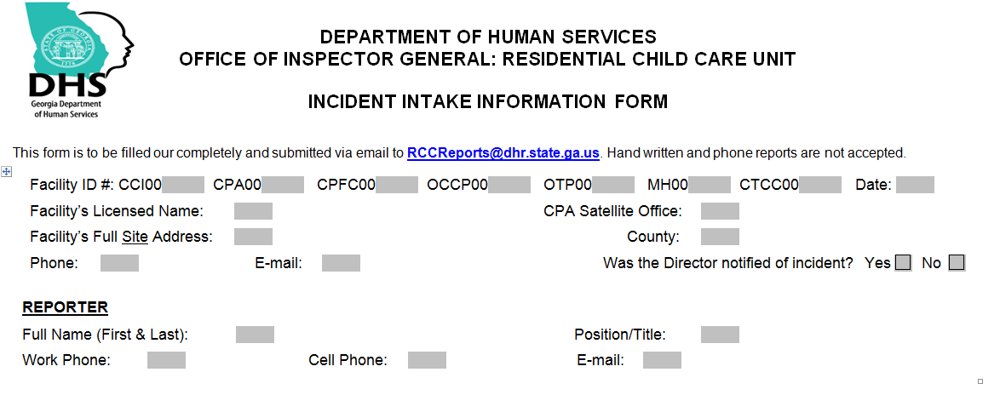 STATE OF GEORGIA
1776
DHS
Georgia Department
of Human Services
DEPARTMENT OF HUMAN SERVICES
OFFICE OF INSPECTOR GENERAL: RESIDENTIAL CHILD CARE UNIT
INCIDENT INTAKE INFORMATION FORM
This form is to be filled our completely and submitted via email to RCCReports@dhr.state.ga.us. Hand written and phone reports are not accepted.
Facility ID #: CCI00 CPA00 CPFC00 OCCP00 OTP00 MH00 CTCC00 Date:
Facility’s Licensed Name: CPA Satellite Office:
Facility’s Full Site Address: County:
Phone: E-mail: Was the Director notified of incident? Yes No
REPORTER
Full Name (First & Last): Position/Title:
Work Phone: Cell Phone: E-mail: